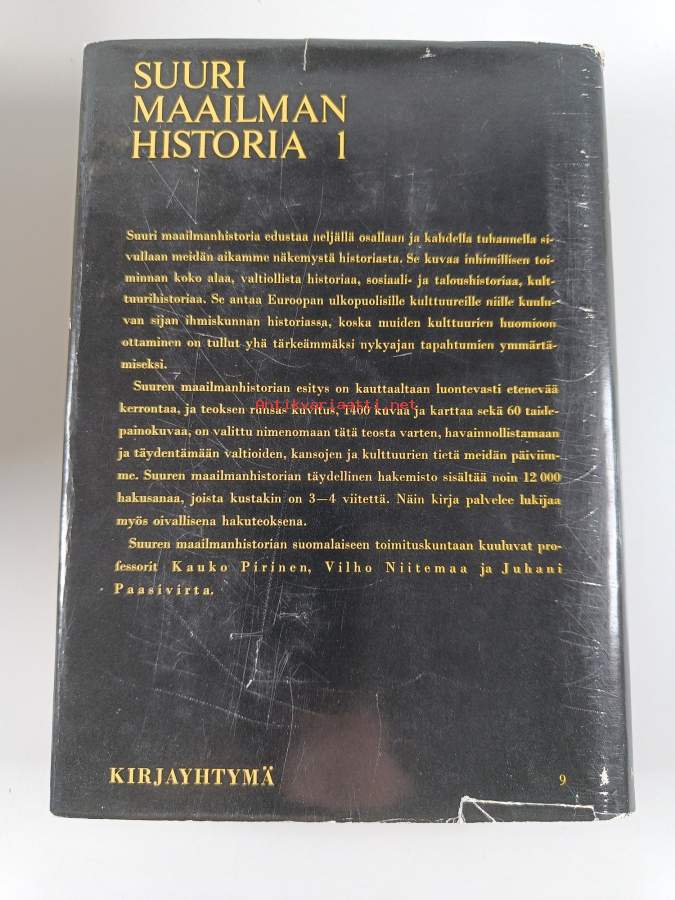 SUURI
MAAILMAN
HISTORIA 1
Suuri maailmanhistoria edustaa neljällä osallaan ja kahdella tuhannella si-
vullaan meidän aikamme näkemystä historiasta. Se kuvaa inhimillisen toi-
minnan koko alaa, valtiollista historiaa, sosiaali- ja taloushistoriaa, kult-
tuurihistoriaa. Se antaa Euroopan ulkopuolisille kulttuureille niille kuulu-
van sijan ihmiskunnan historiassa, koska muiden kulttuurien huomioon
ottaminen on tullut yhä tärkeämmäksi nykyajan tapahtumien ymmärtä-
miseksi.
Suuren maailmanhistorian esitys on kauttaaltaan luontevasti etenevää
kerrontaa, ja teoksen runsas kuvitus, 1400 kuvaa ja karttaa sekä 60 taide-
Antikvariaatti.net
painokuvaa, on valittu nimenomaan tätä teosta varten, havainnollistamaan
ja täydentämään valtioiden, kansojen ja kulttuurien tietä meidän päiviim-
me. Suuren maailmanhistorian täydellinen hakemisto sisältää noin 12 000
hakusanaa, joista kustakin on 3—4 viitettä. Näin kirja palvelee lukijaa
myös oivallisena hakuteoksena.
Suuren maailmanhistorian suomalaiseen toimituskuntaan kuuluvat pro-
fessorit Kauko Pirinen, Vilho Niitemaa ja Juhani
Paasivirta.
KIRJAYHTYMÄ
9